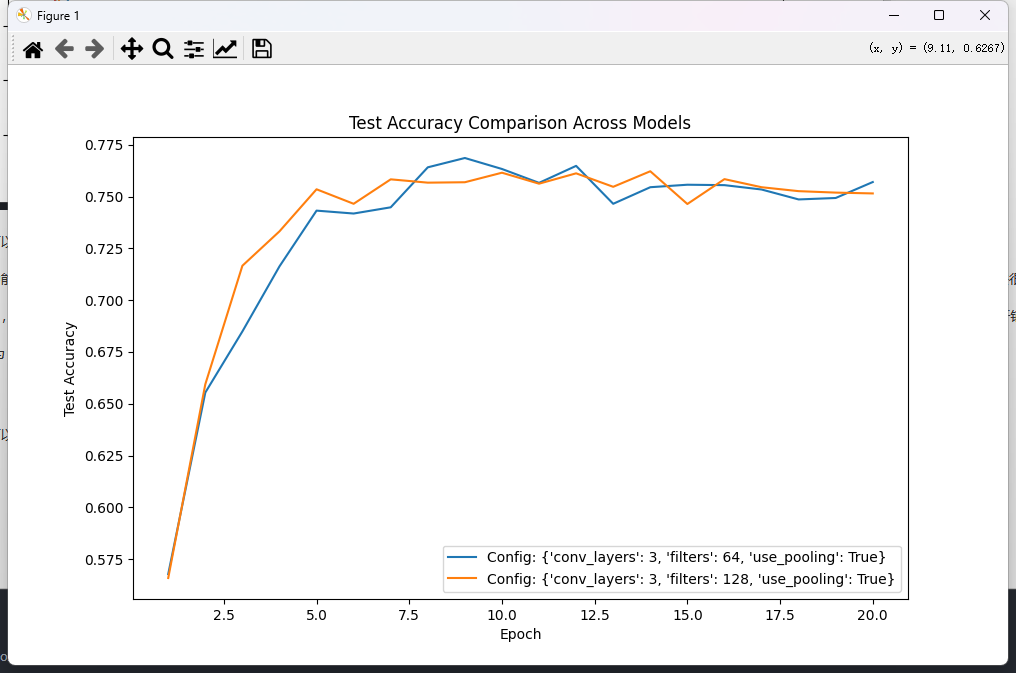 Figure 1
(x, y) = (9.11, 0.6267)
Test Accuracy Comparison Across Models
0.775
0.750
0.725
0.700
0.675
0.650
0.625
0.600
0.575
Test Accuracy
Config: {'conv_layers': 3, 'filters': 64, 'use_pooling': True}
Config: {'conv_layers': 3, 'filters': 128, 'use_pooling': True}
2.5 5.0 7.5 10.0 12.5 15.0 17.5 20.0
Epoch